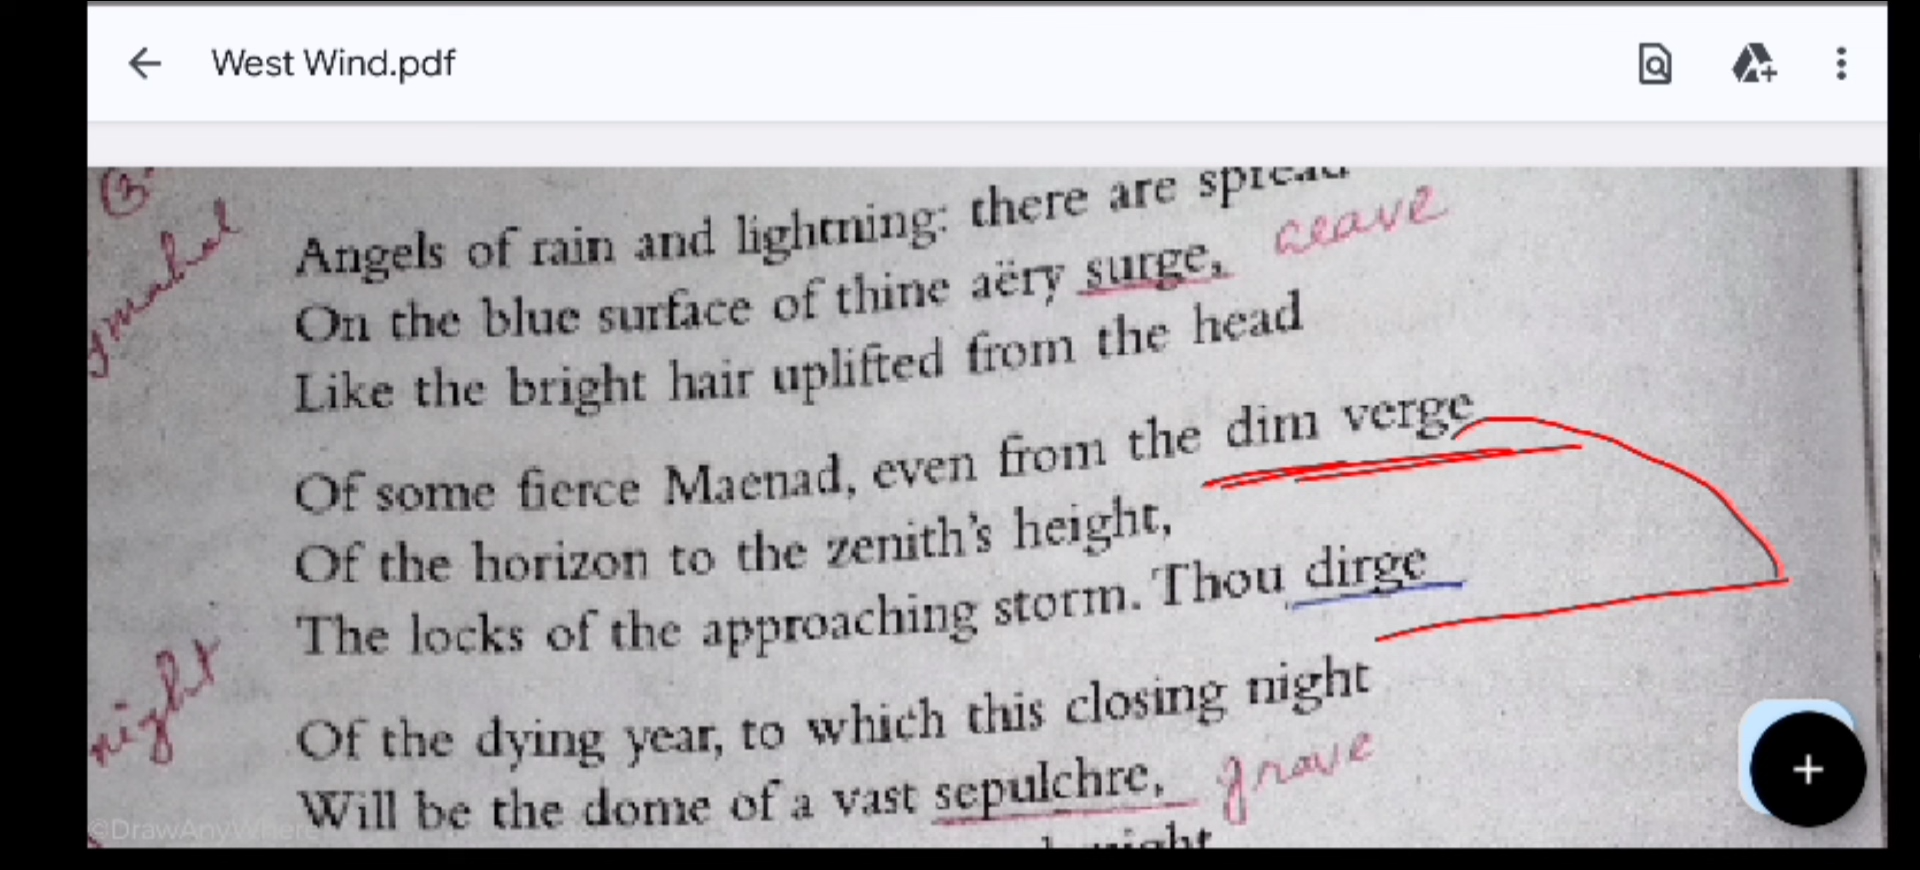 West Wind.pdf
Angels of rain and lightning: there are spread
On the blue surface of thine aëry surge, ceave
Like the bright hair uplifted from the head
Of some fierce Maenad, even from the dim verge
Of the horizon to the zenith's height,
The locks of the approaching storm. Thou dirge
night
Of the dying year, to which this closing night
Will be the dome of a vast sepulchre, grave
night
©DrawAnyWhere